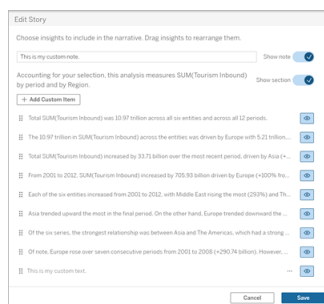 Edit Story
Choose insights to include in the narrative. Drag insights to rearrange them.
This is my custom note.
Show note
Accounting for your selection, this analysis measures SUM(Tourism Inbound)
by period and by Region.
Show section
+ Add Custom Item
Total SUM(Tourism Inbound) was 10.97 trillion across all six entities and across all 12 periods.
The 10.97 trillion in SUM(Tourism Inbound) across the entities was driven by Europe with 5.21 trillion,...
Total SUM(Tourism Inbound) increased by 33.71 billion over the most recent period, driven by Asia (+...
From 2001 to 2012, SUM(Tourism Inbound) increased by 705.93 billion driven by Europe (+100% fro...
Each of the six entities increased from 2001 to 2012, with Middle East rising the most (293%) and Th...
Asia trended upward the most in the final period. On the other hand, Europe trended downward the ...
Of the six series, the strongest relationship was between Asia and The Americas, which had a strong ...
Of note, Europe rose over seven consecutive periods from 2001 to 2008 (+290.74 billion). However, ...
This is my custom text.
...
Cancel
Save